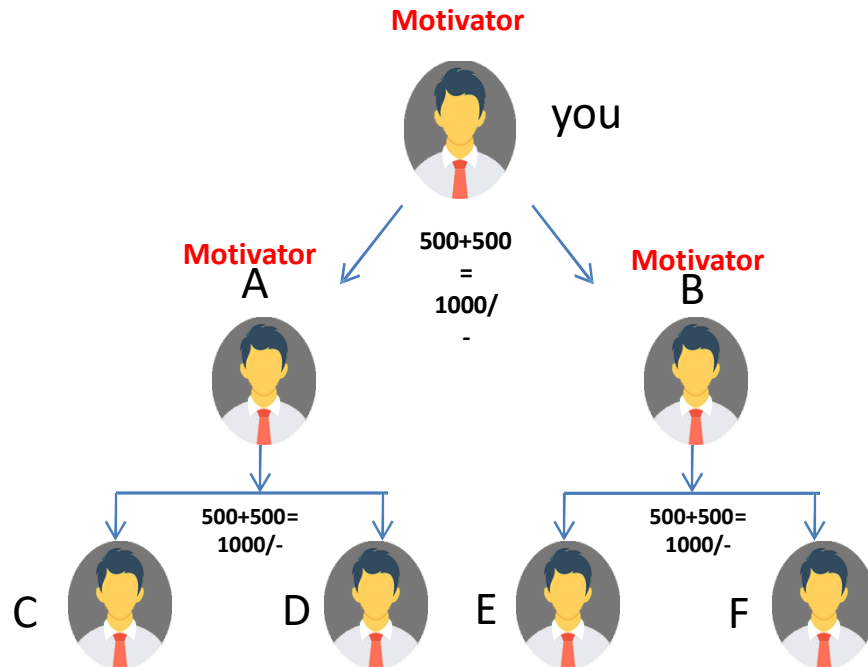 Motivator
you
500+500
=
1000/
-
Motivator
A
Motivator
B
500+500=
1000/-
500+500=
1000/-
C
D
E
F